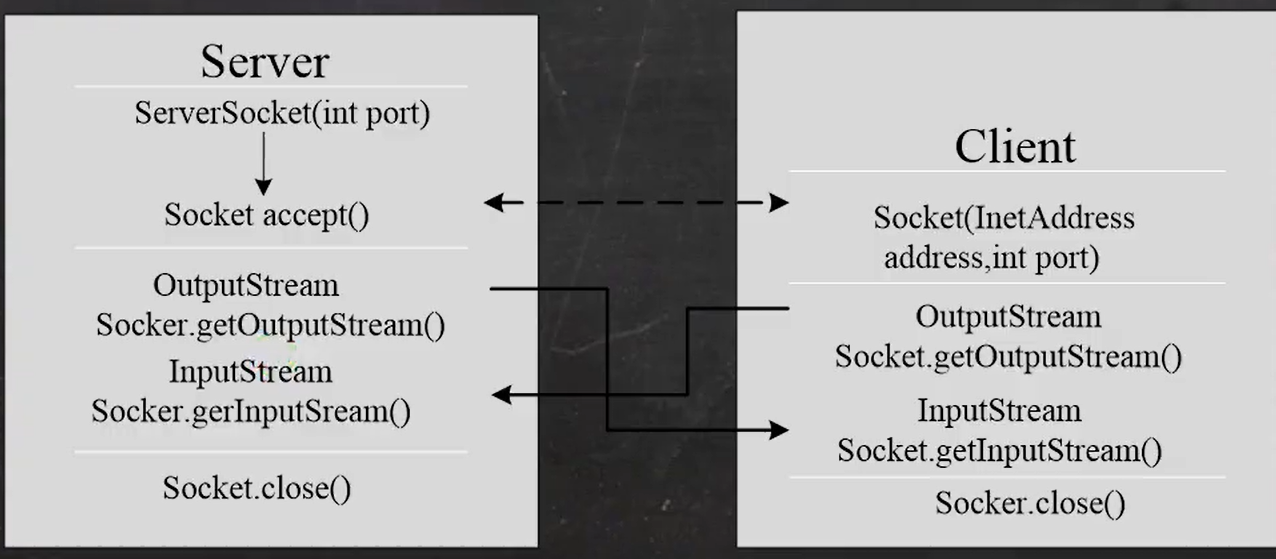 Server
ServerSocket(int port)
Socket accept()
OutputStream
Socker.getOutputStream()
InputStream
Socker.gerInputSream()
Socket.close()
Client
Socket(InetAddress
address,int port)
OutputStream
Socket.getOutputStream()
InputStream
Socket.getInputStream()
Socker.close()